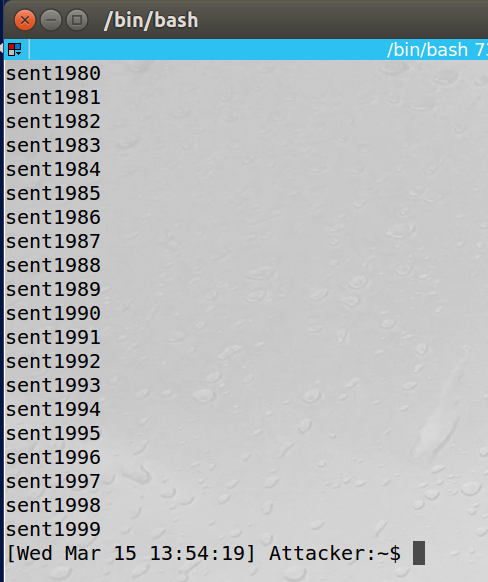 /bin/bash
/bin/bash 73
sent1980
sent1981
sent1982
sent1983
sent1984
sent1985
sent1986
sent1987
sent1988
sent1989
sent1990
sent1991
sent1992
sent1993
sent1994
sent1995
sent1996
sent1997
sent1998
sent1999
[Wed Mar 15 13:54:19] Attacker:~$